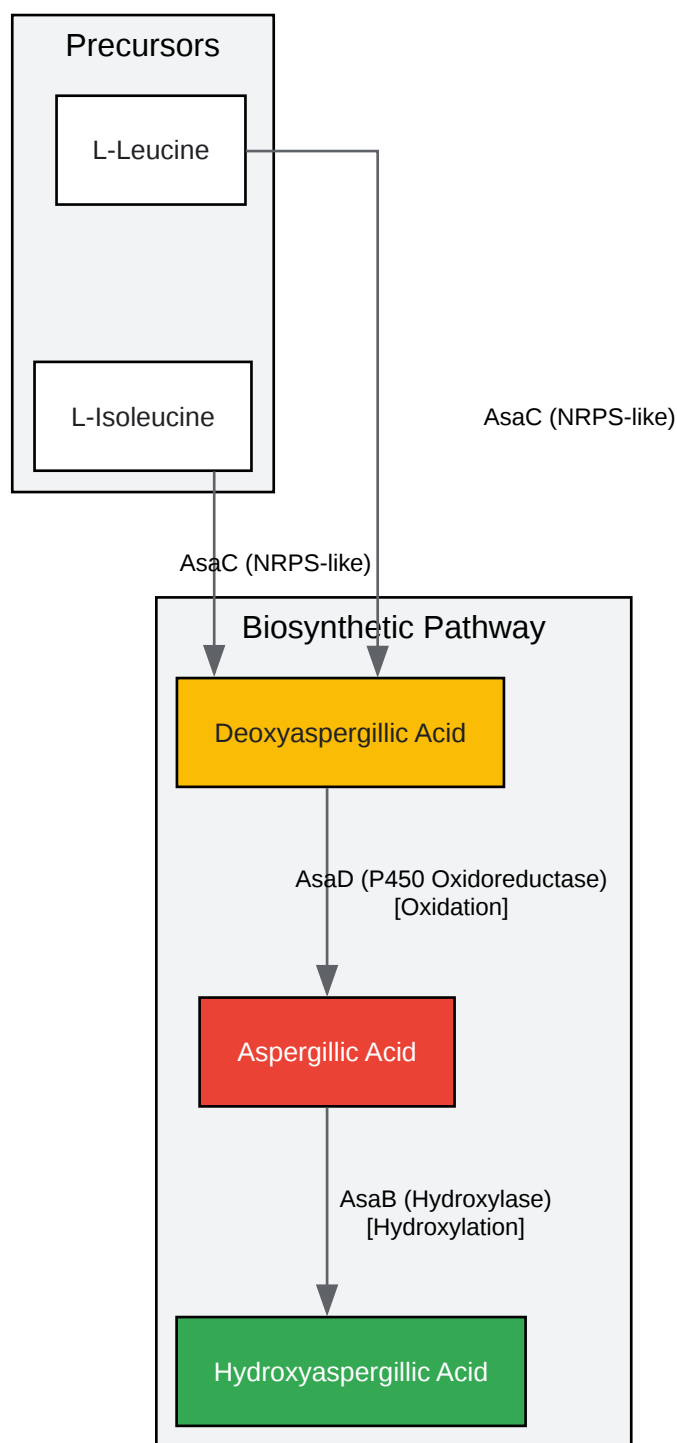 Precursors
L-Leucine
L-Isoleucine
AsaC (NRPS-like)
AsaC (NRPS-like)
Biosynthetic Pathway
Deoxyaspergillic Acid
AsaD (P450 Oxidoreductase)
[Oxidation]
Aspergillic Acid
AsaB (Hydroxylase)
[Hydroxylation]
Hydroxyaspergillic Acid